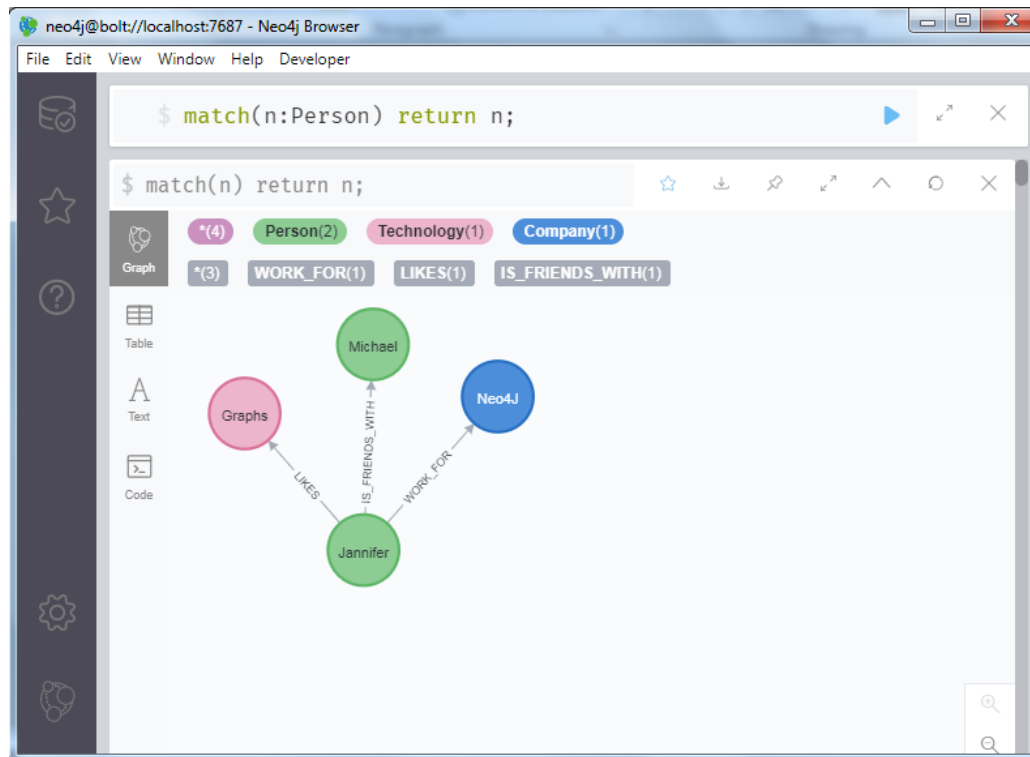 neo4j@bolt://localhost:7687 - Neo4j Browser
File Edit View Window Help Developer
$ match(n:Person) return n;
$ match(n) return n;
*(4) Person(2) Technology(1) Company(1)
Graph
*(3) WORK_FOR(1) LIKES(1) IS_FRIENDS_WITH(1)
Table
Text
Code
Michael
Neo4J
Graphs
IS_FRIENDS_WITH
WORK_FOR
LIKES
Jannifer